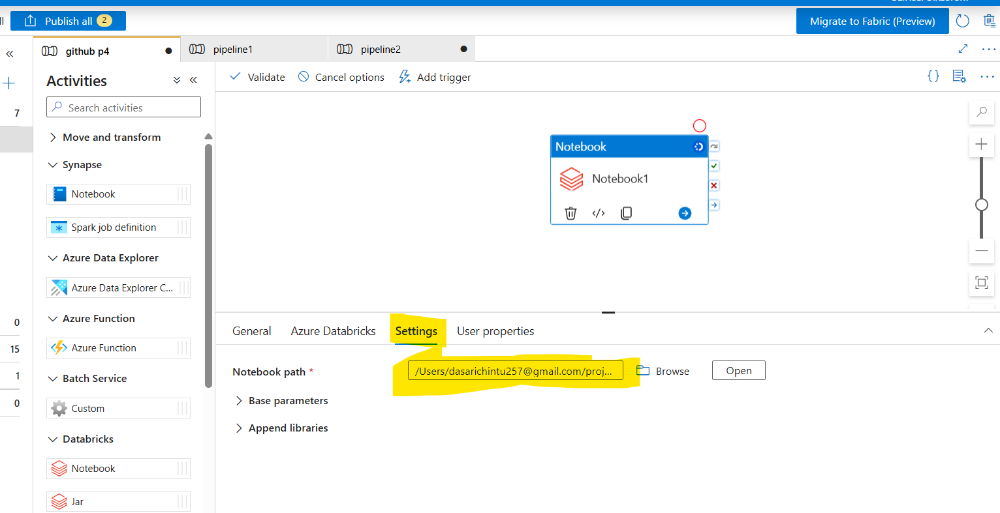 Publish all 2
Migrate to Fabric (Preview)
github p4
pipeline1
pipeline2
Activities
Validate
Cancel options
Add trigger
Search activities
7
Move and transform
Synapse
Notebook
Spark job definition
Azure Data Explorer
Azure Data Explorer C...
Azure Function
Azure Function
Batch Service
Custom
Databricks
Notebook
Jar
0
15
1
0
Notebook
Notebook1
General
Azure Databricks
Settings
User properties
Notebook path *
/Users/dasarichintu257@gmail.com/proj...
Browse
Open
Base parameters
Append libraries